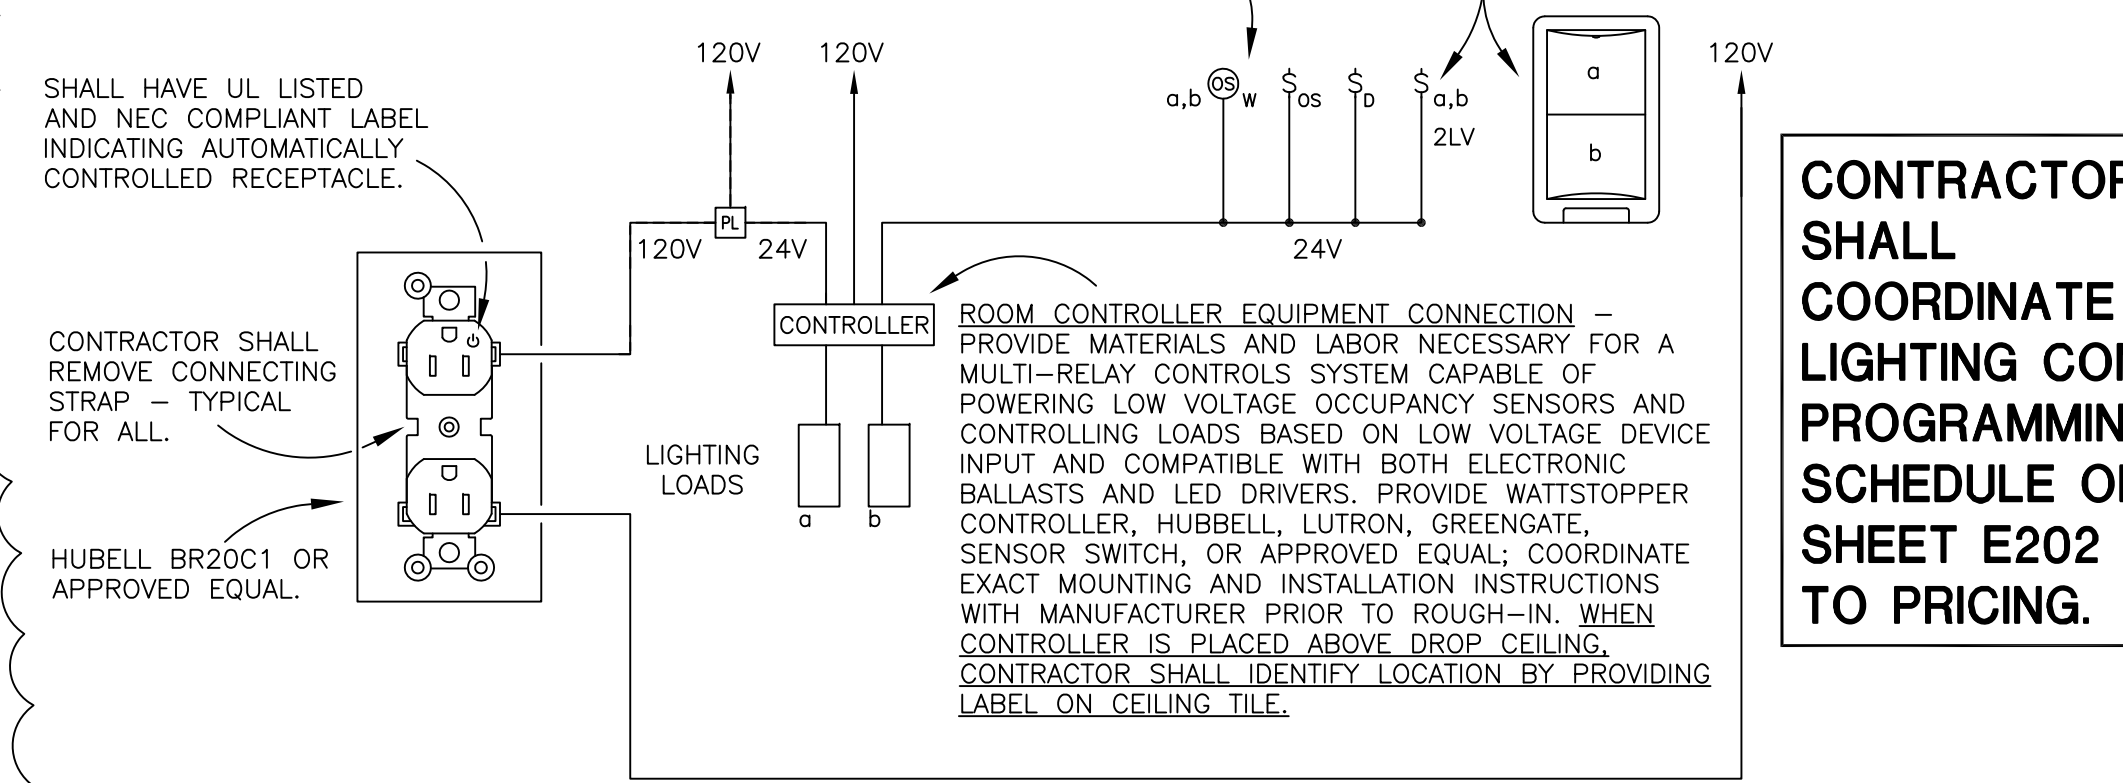 SHALL HAVE UL LISTED
AND NEC COMPLIANT LABEL
INDICATING AUTOMATICALLY
CONTROLLED RECEPTACLE.
CONTRACTOR SHALL
REMOVE CONNECTING
STRAP – TYPICAL
FOR ALL.
HUBELL BR20C1 OR
APPROVED EQUAL.
120V
120V
PL
120V
24V
CONTROLLER
LIGHTING
LOADS
a
b
a,b OS W
$ OS
$ D
$ a,b
2LV
24V
a
b
120V
ROOM CONTROLLER EQUIPMENT CONNECTION –
PROVIDE MATERIALS AND LABOR NECESSARY FOR A
MULTI–RELAY CONTROLS SYSTEM CAPABLE OF
POWERING LOW VOLTAGE OCCUPANCY SENSORS AND
CONTROLLING LOADS BASED ON LOW VOLTAGE DEVICE
INPUT AND COMPATIBLE WITH BOTH ELECTRONIC
BALLASTS AND LED DRIVERS. PROVIDE WATTSTOPPER
CONTROLLER, HUBBELL, LUTRON, GREENGATE,
SENSOR SWITCH, OR APPROVED EQUAL; COORDINATE
EXACT MOUNTING AND INSTALLATION INSTRUCTIONS
WITH MANUFACTURER PRIOR TO ROUGH–IN. WHEN
CONTROLLER IS PLACED ABOVE DROP CEILING,
CONTRACTOR SHALL IDENTIFY LOCATION BY PROVIDING
LABEL ON CEILING TILE.
CONTRACTOR
SHALL
COORDINATE
LIGHTING
PROGRAMMIN
SCHEDULE
SHEET E202
TO PRICING.